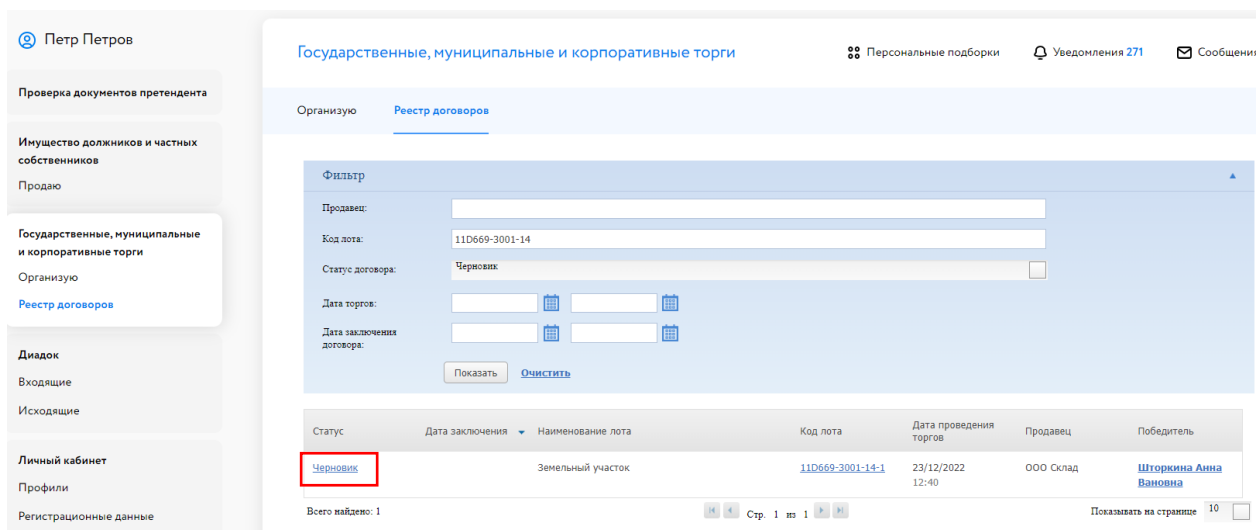 Петр Петров
Проверка документов претендента
Имущество должников и частных
собственников
Продаю
Государственные, муниципальные
и корпоративные торги
Организую
Реестр договоров
Диадок
Входящие
Исходящие
Личный кабинет
Профили
Регистрационные данные
Государственные, муниципальные и корпоративные торги
Персональные подборки
Уведомления 271
Сообщения
Организую Реестр договоров
Фильтр
Продавец:
Код лота: 11D669-3001-14
Статус договора: Черновик
Дата торгов:
Дата заключения
договора:
Показать Очистить
Статус Дата заключения Наименование лота Код лота Дата проведения
торгов Продавец Победитель
Черновик Земельный участок 11D669-3001-14-1 23/12/2022
12:40 ООО Склад Шторкина Анна
Вановна
Всего найдено: 1 Стр. 1 из 1 Показывать на странице 10